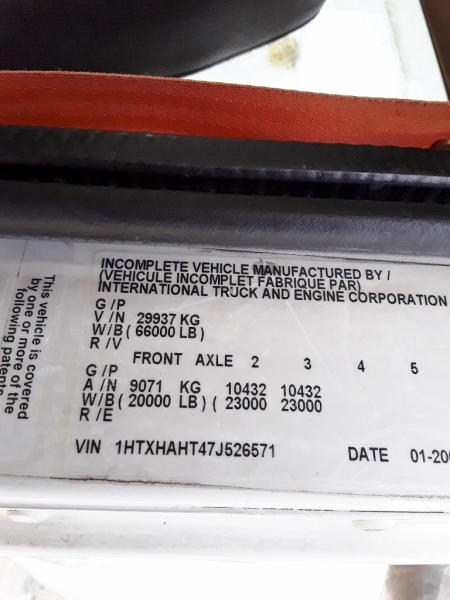 INCOMPLETE VEHICLE MANUFACTURED BY /
(VEHICULE INCOMPLET FABRIQUE PAR)
INTERNATIONAL TRUCK AND ENGINE CORPORATION
G / P
V / N 29937 KG
W/B ( 66000 LB)
R / V
FRONT AXLE 2 3 4 5
G / P
A / N 9071 KG 10432 10432
W/B ( 20000 LB) ( 23000 23000
R / E
VIN 1HTXHAHT47J526571 DATE 01-20
This vehicle is covered
by one or more of the
following patents